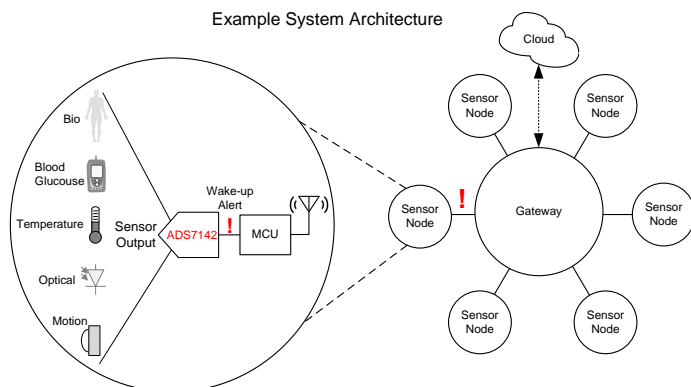 Example System Architecture
Bio
Blood
Glucouse
Temperature
Optical
Motion
Sensor
Output
ADS7142
Wake-up
Alert
!
MCU
Cloud
Sensor
Node
Sensor
Node
Sensor
Node
!
Gateway
Sensor
Node
Sensor
Node
Sensor
Node